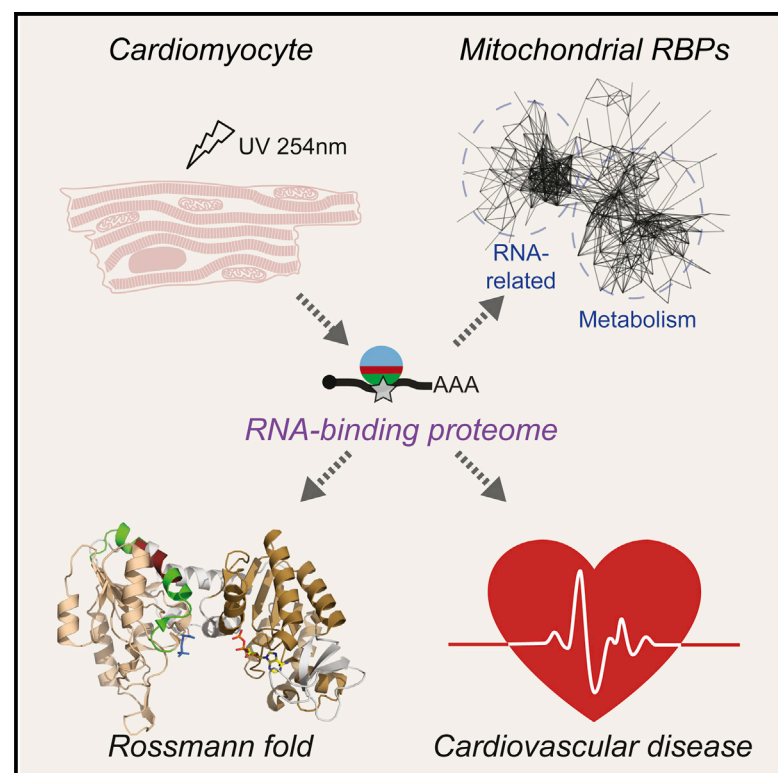 Cardiomyocyte
Mitochondrial RBPs
UV 254nm
RNA-
related
Metabolism
AAA
RNA-binding proteome
Rossmann fold
Cardiovascular disease